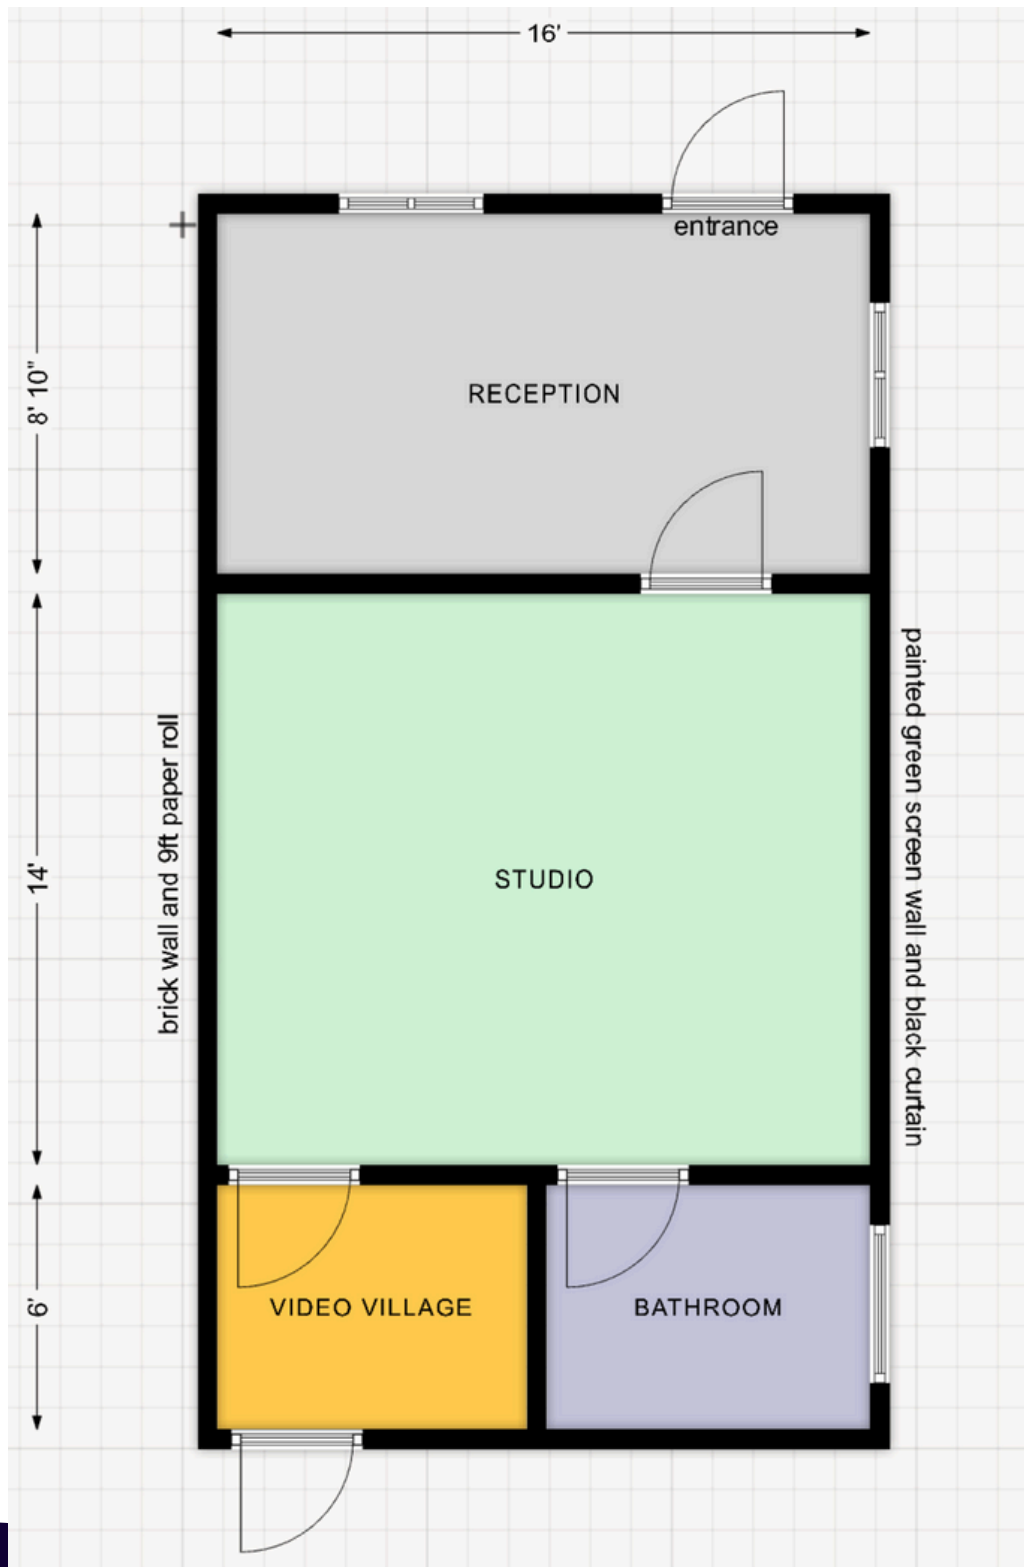 16'
entrance
8' 10"
RECEPTION
painted green screen wall and black curtain
brick wall and 9ft paper roll
14'
STUDIO
6'
VIDEO VILLAGE
BATHROOM